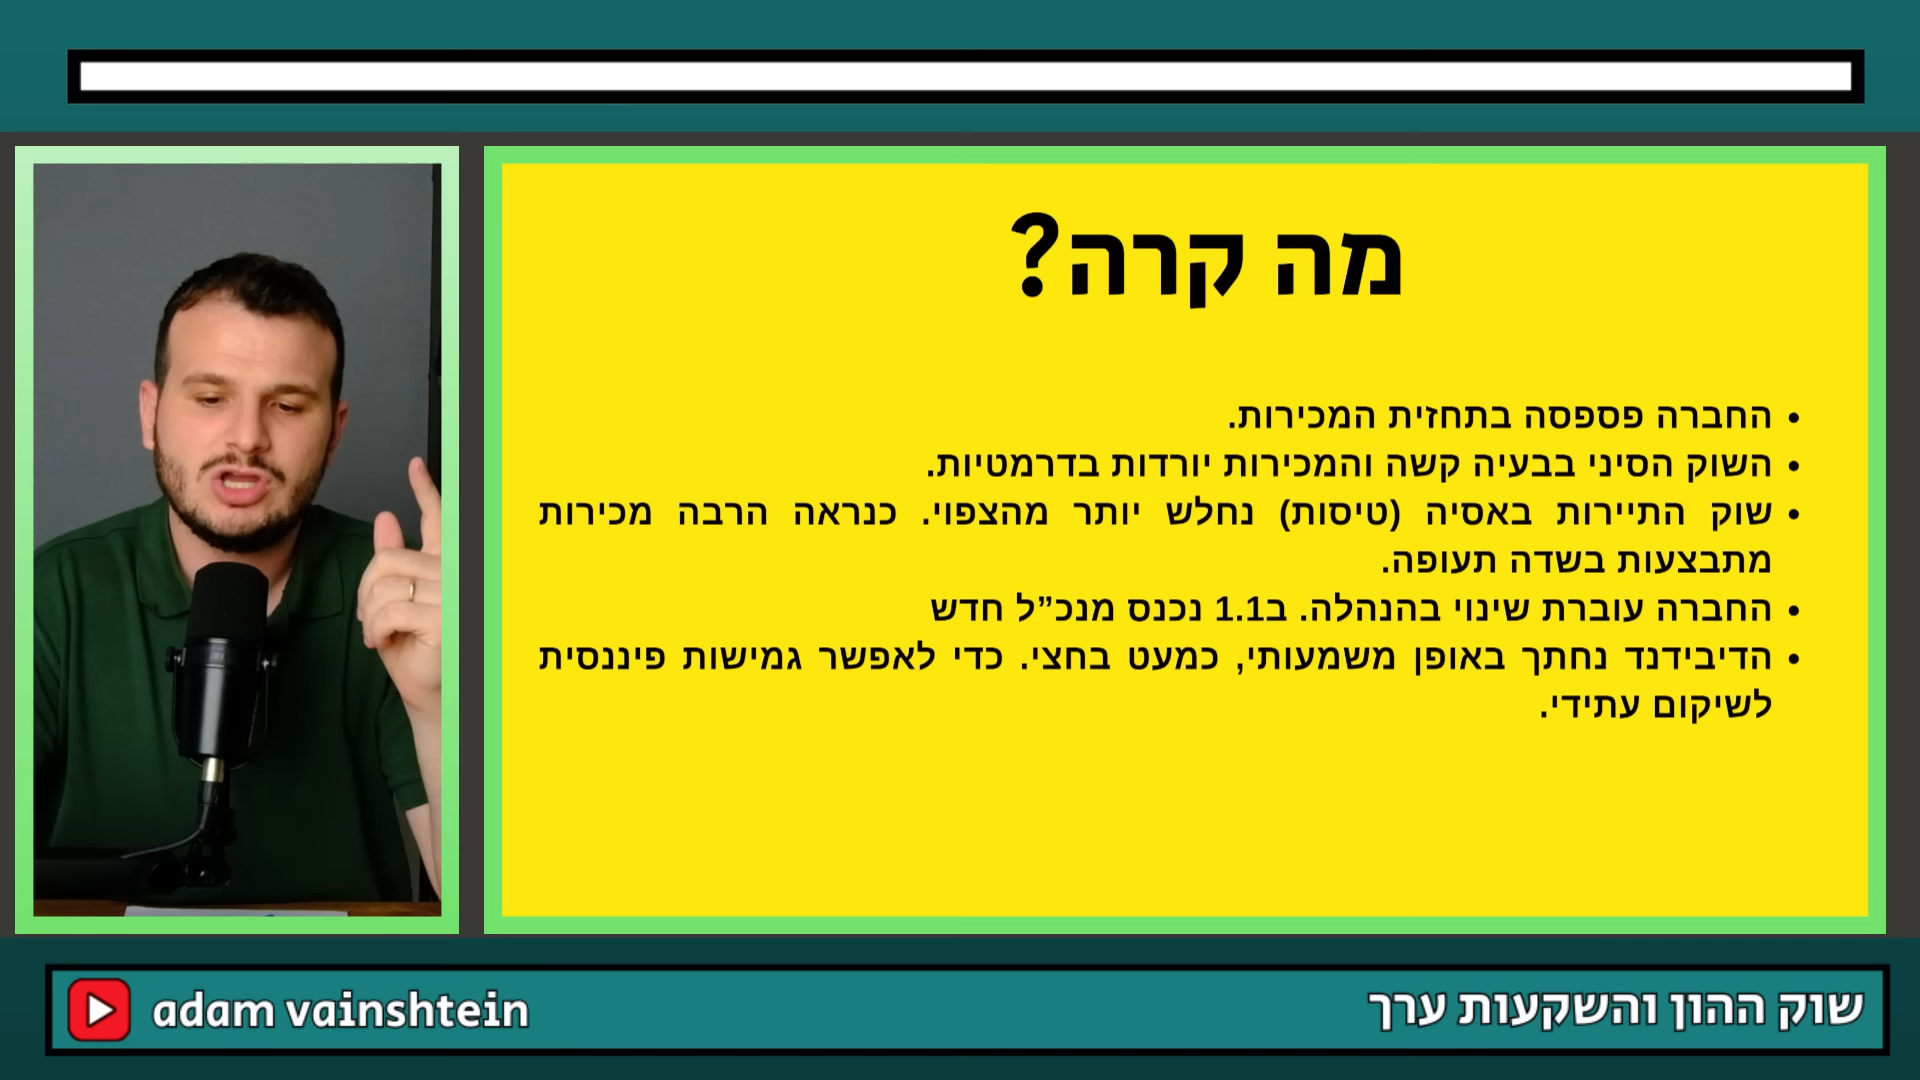 מה קרה?
• החברה פספסה בתחזית המכירות.
• השוק הסיני בבעיה קשה והמכירות יורדות בדרמטיות.
• שוק התיירות באסיה (טיסות) נחלש יותר מהצפוי. כנראה הרבה מכירות
מתבצעות בשדה תעופה.
• החברה עוברת שינוי בהנהלה. ב1.1 נכנס מנכ”ל חדש
• הדיבידנד נחתך באופן משמעותי, כמעט בחצי. כדי לאפשר גמישות פיננסית
לשיקום עתידי.
adam vainshtein
שוק ההון והשקעות ערך